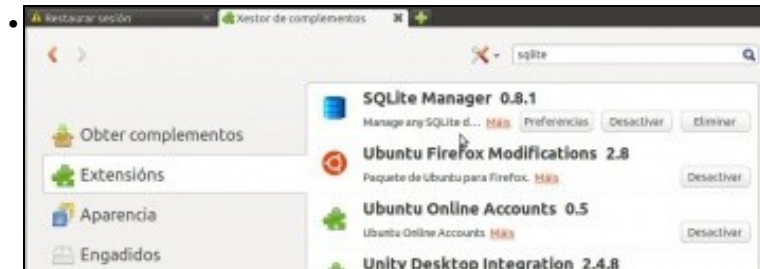 Restaurar sesión
Xestor de complementos
sqlite
Obter complementos
Extensións
Aparencia
Engadidos
SQLite Manager 0.8.1
Manage any SQLite d... Máis Preferencias Desactivar Eliminar
Ubuntu Firefox Modifications 2.8
Paquete de Ubuntu para Firefox. Máis Desactivar
Ubuntu Online Accounts 0.5
Ubuntu Online Accounts Máis Desactivar
Unity Desktop Integration 2.4.8